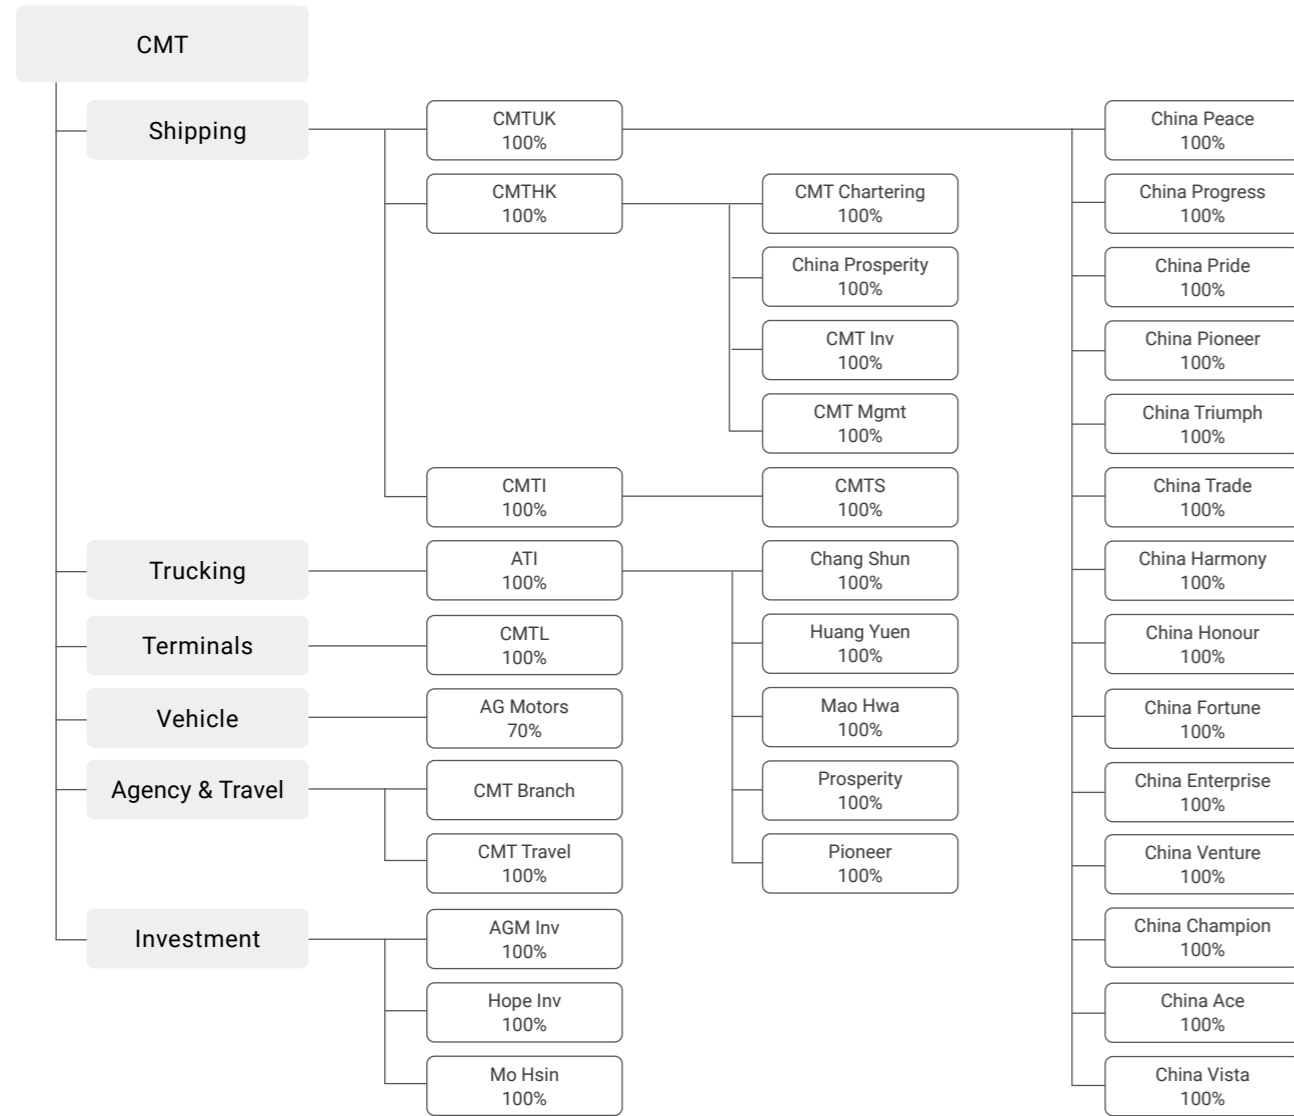 CMT
Shipping
CMTUK
100%
China Peace
100%
CMTHK
100%
CMT Chartering
100%
China Progress
100%
China Prosperity
100%
China Pride
100%
CMT Inv
100%
China Pioneer
100%
CMT Mgmt
100%
China Triumph
100%
CMTI
100%
CMTS
100%
China Trade
100%
Trucking
ATI
100%
Chang Shun
100%
China Harmony
100%
Terminals
CMTL
100%
Huang Yuen
100%
China Honour
100%
Vehicle
AG Motors
70%
Mao Hwa
100%
China Fortune
100%
Agency & Travel
CMT Branch
Prosperity
100%
China Enterprise
100%
CMT Travel
100%
Pioneer
100%
China Venture
100%
Investment
AGM Inv
100%
China Champion
100%
Hope Inv
100%
China Ace
100%
Mo Hsin
100%
China Vista
100%